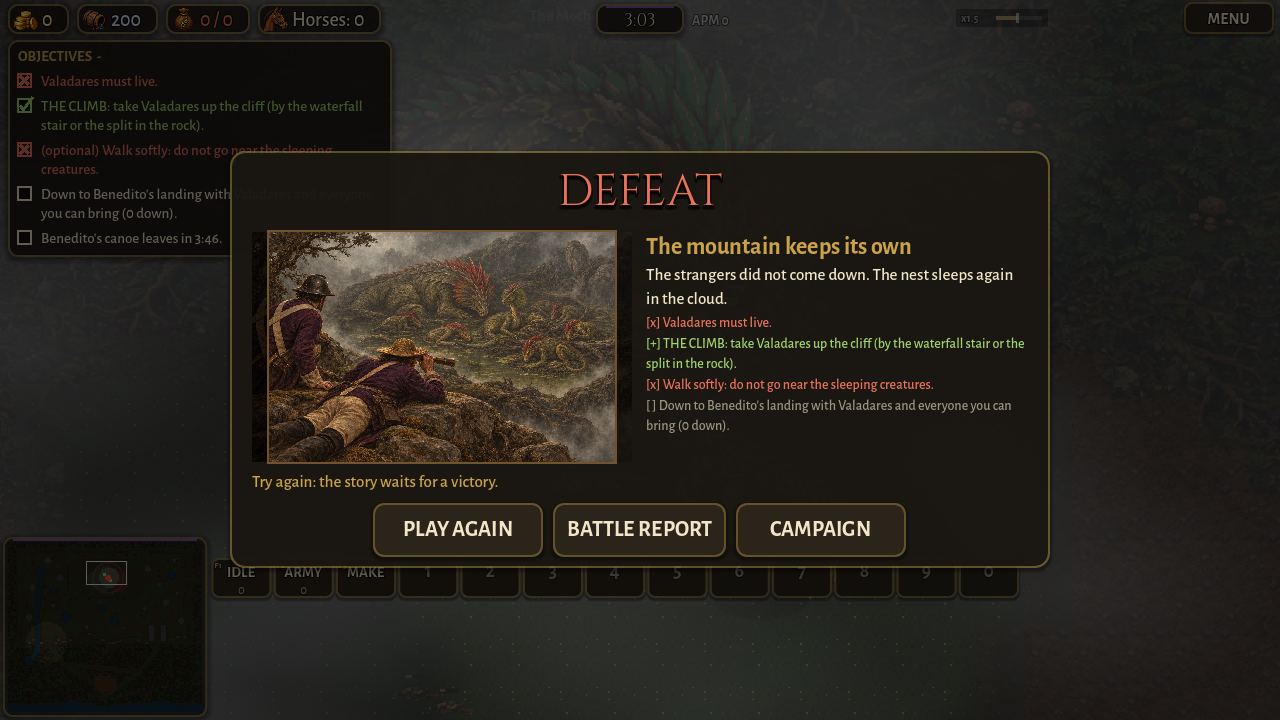 0
200
0 / 0
Horses: 0
3:03
APM 0
x1.5
MENU
OBJECTIVES -
Valadares must live.
THE CLIMB: take Valadares up the cliff (by the waterfall
stair or the split in the rock).
(optional) Walk softly: do not go near the sleeping
creatures.
Down to Benedito's landing with Valadares and everyone
you can bring (0 down).
Benedito's canoe leaves in 3:46.
DEFEAT
The mountain keeps its own
The strangers did not come down. The nest sleeps again
in the cloud.
[x] Valadares must live.
[+] THE CLIMB: take Valadares up the cliff (by the waterfall stair or the
split in the rock).
[x] Walk softly: do not go near the sleeping creatures.
[ ] Down to Benedito's landing with Valadares and everyone you can
bring (0 down).
Try again: the story waits for a victory.
PLAY AGAIN
BATTLE REPORT
CAMPAIGN
F1
IDLE
0
ARMY
0
MAKE
1
2
3
4
5
6
7
8
9
0